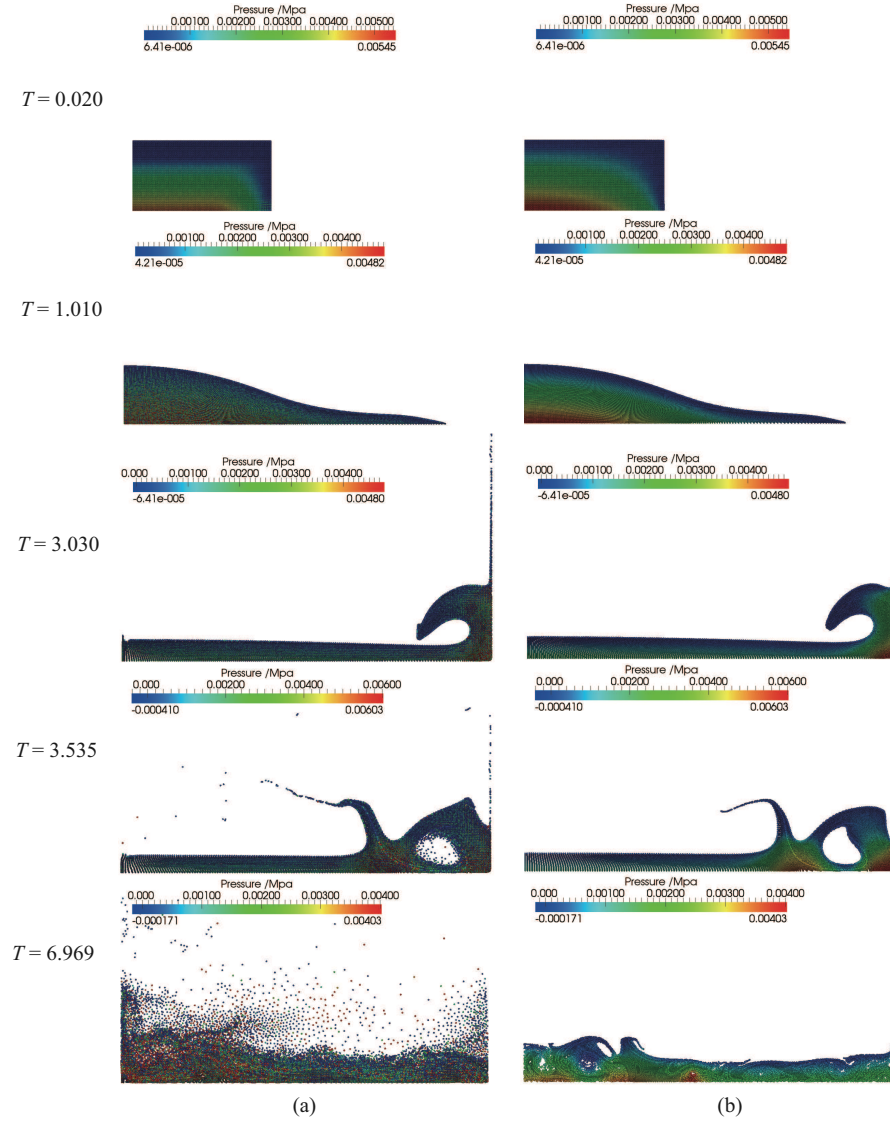 Pressure /Mpa
0.00100 0.00200 0.00300 0.00400 0.00500
6.41e-006 0.00545
Pressure /Mpa
0.00100 0.00200 0.00300 0.00400 0.00500
6.41e-006 0.00545
T = 0.020
Pressure /Mpa
0.00100 0.00200 0.00300 0.00400
4.21e-005 0.00482
Pressure /Mpa
0.00100 0.00200 0.00300 0.00400
4.21e-005 0.00482
T = 1.010
Pressure /Mpa
0.000 0.00100 0.00200 0.00300 0.00400
-6.41e-005 0.00480
Pressure /Mpa
0.000 0.00100 0.00200 0.00300 0.00400
-6.41e-005 0.00480
T = 3.030
Pressure /Mpa
0.000 0.00200 0.00400 0.00600
-0.000410 0.00603
Pressure /Mpa
0.000 0.00200 0.00400 0.00600
-0.000410 0.00603
T = 3.535
Pressure /Mpa
0.000 0.00100 0.00200 0.00300 0.00400
-0.000171 0.00403
Pressure /Mpa
0.000 0.00100 0.00200 0.00300 0.00400
-0.000171 0.00403
T = 6.969
(a) (b)